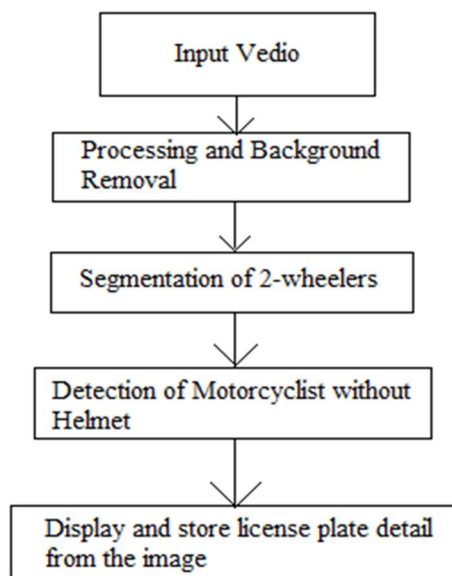 Input Vedio
Processing and Background
Removal
Segmentation of 2-wheelers
Detection of Motorcyclist without
Helmet
Display and store license plate detail
from the image